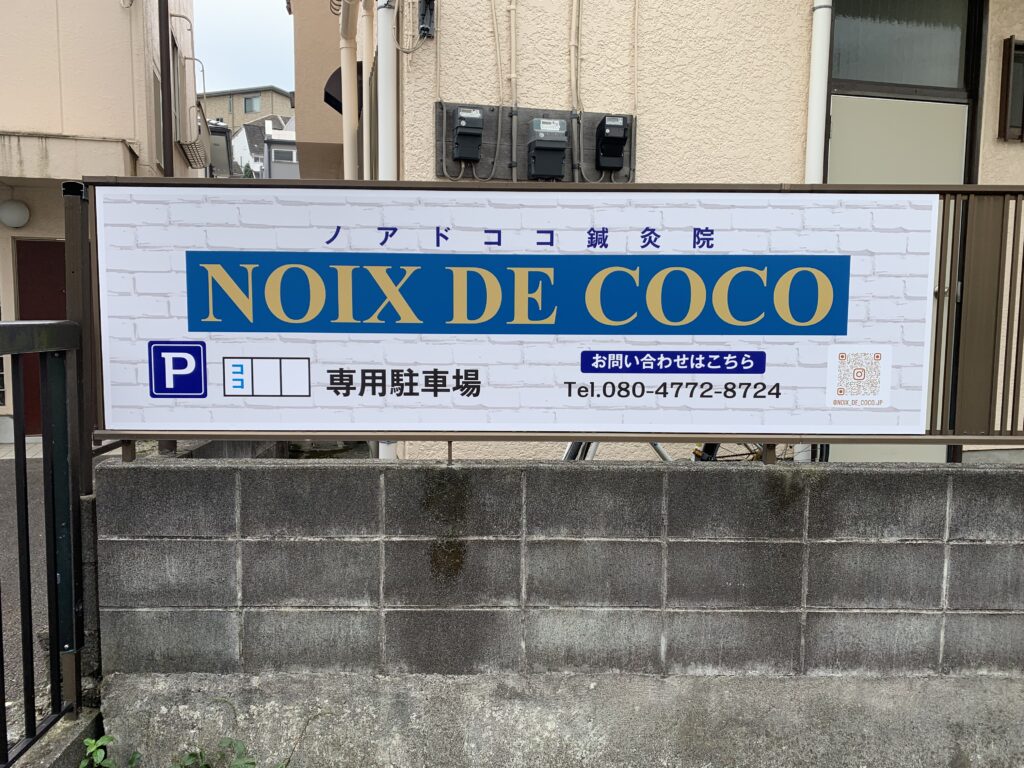 ノアドココ鍼灸院
NOIX DE COCO
P
ココ
専用駐車場
お問い合わせはこちら
Tel.080-4772-8724
@NOIX_DE_COCO.JP